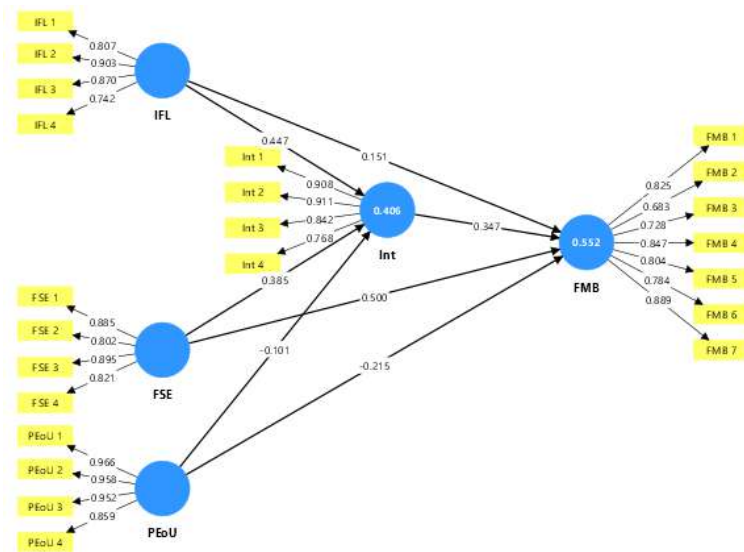 IFL 1
IFL 2
IFL 3
IFL 4
0.807
0.903
0.870
0.742
IFL
0.447
0.151
Int 1
Int 2
Int 3
Int 4
0.908
0.911
0.842
0.768
0.406
Int
0.347
0.385
0.500
-0.101
-0.215
FSE 1
FSE 2
FSE 3
FSE 4
0.885
0.802
0.895
0.821
FSE
PEoU 1
PEoU 2
PEoU 3
PEoU 4
0.966
0.958
0.952
0.859
PEoU
0.552
FMB
0.825
0.683
0.728
0.847
0.804
0.784
0.889
FMB 1
FMB 2
FMB 3
FMB 4
FMB 5
FMB 6
FMB 7